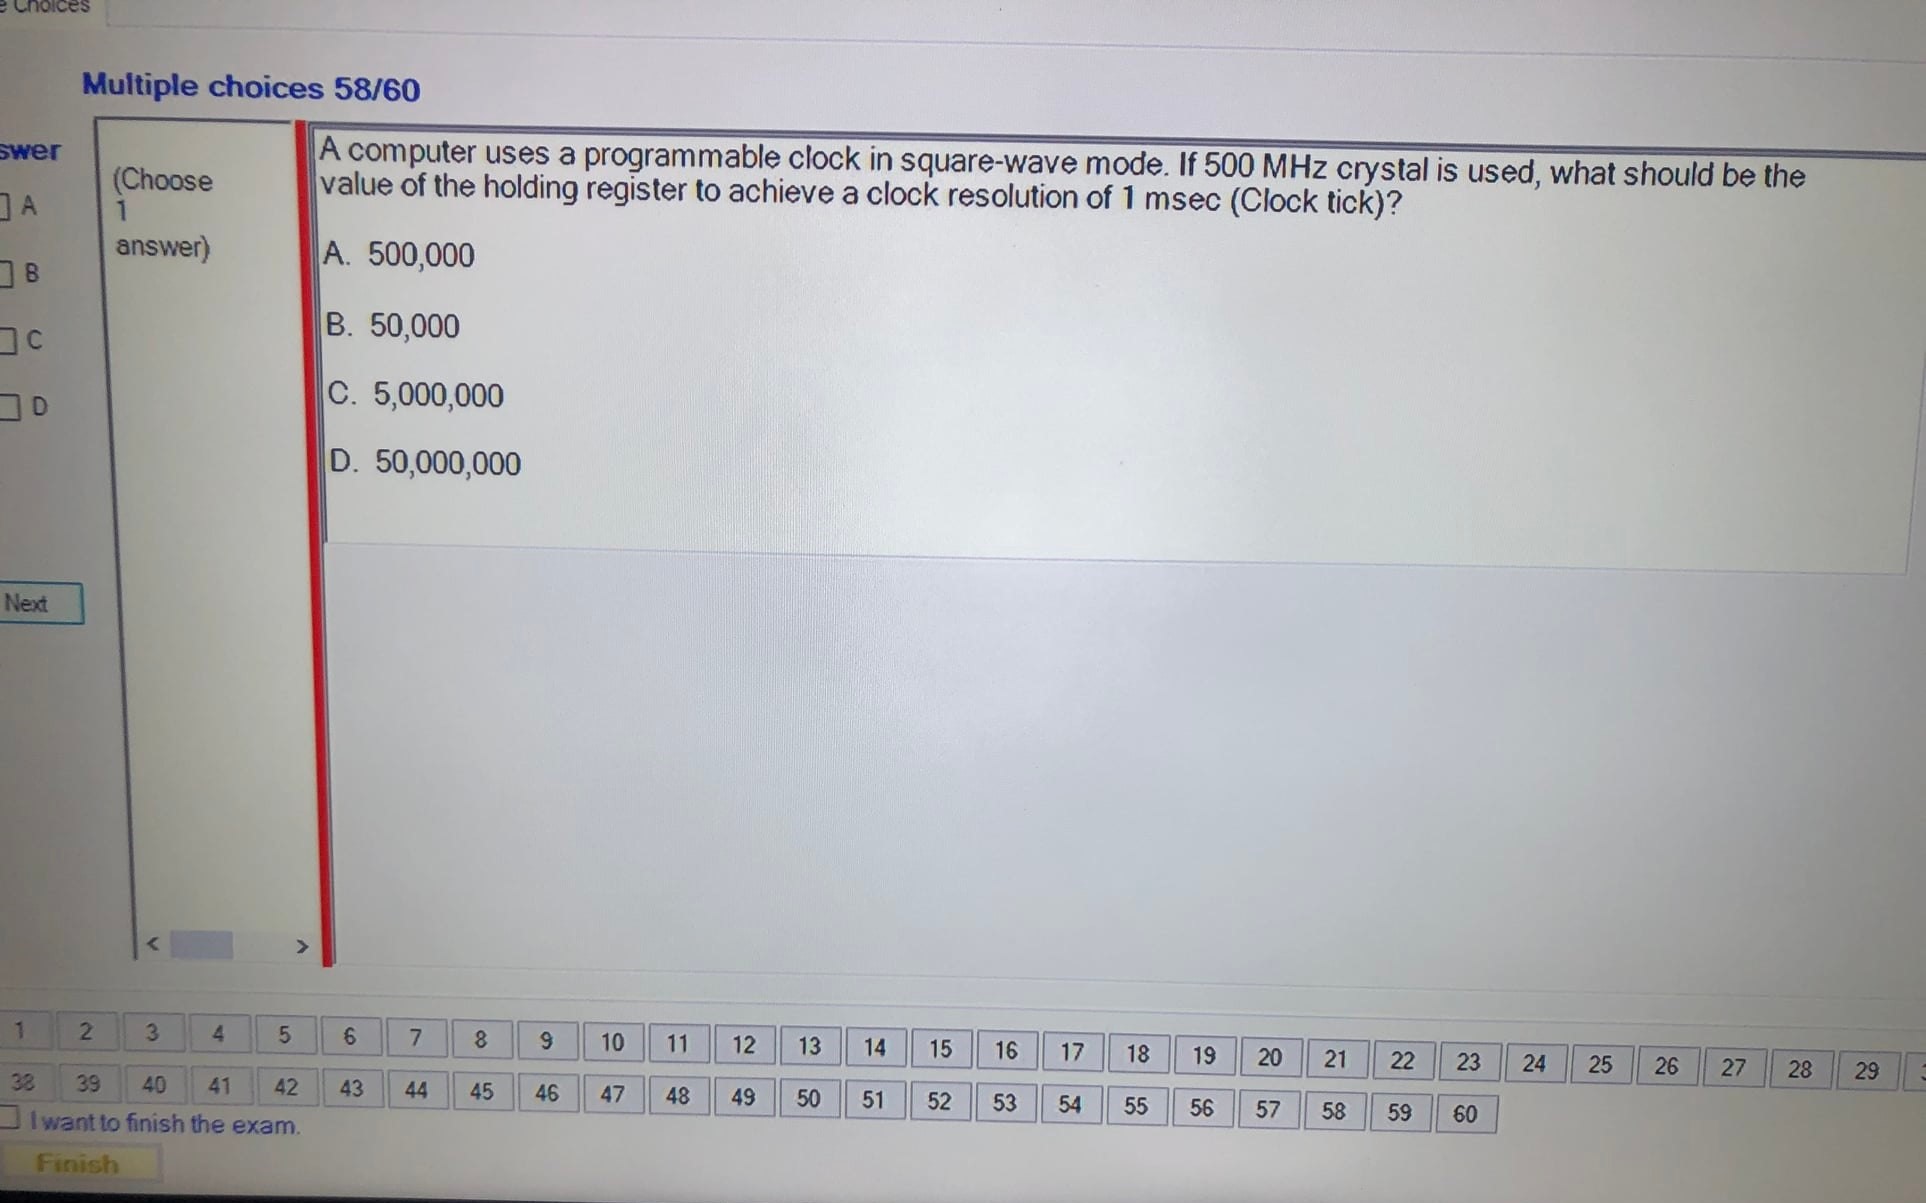 Choices
Multiple choices 58/60
swer
A
B
C
D
Next
(Choose
1
answer)
A computer uses a programmable clock in square-wave mode. If 500 MHz crystal is used, what should be the
value of the holding register to achieve a clock resolution of 1 msec (Clock tick)?
A. 500,000
B. 50,000
C. 5,000,000
D. 50,000,000
< >
1 2 3 4 5 6 7 8 9 10 11 12 13 14 15 16 17 18 19 20 21 22 23 24 25 26 27 28 29
38 39 40 41 42 43 44 45 46 47 48 49 50 51 52 53 54 55 56 57 58 59 60
I want to finish the exam.
Finish